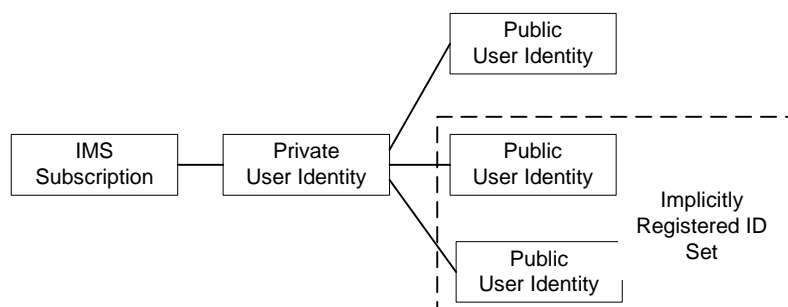 Public
User Identity
IMS
Subscription
Private
User Identity
Public
User Identity
Implicitly
Registered ID
Set
Public
User Identity